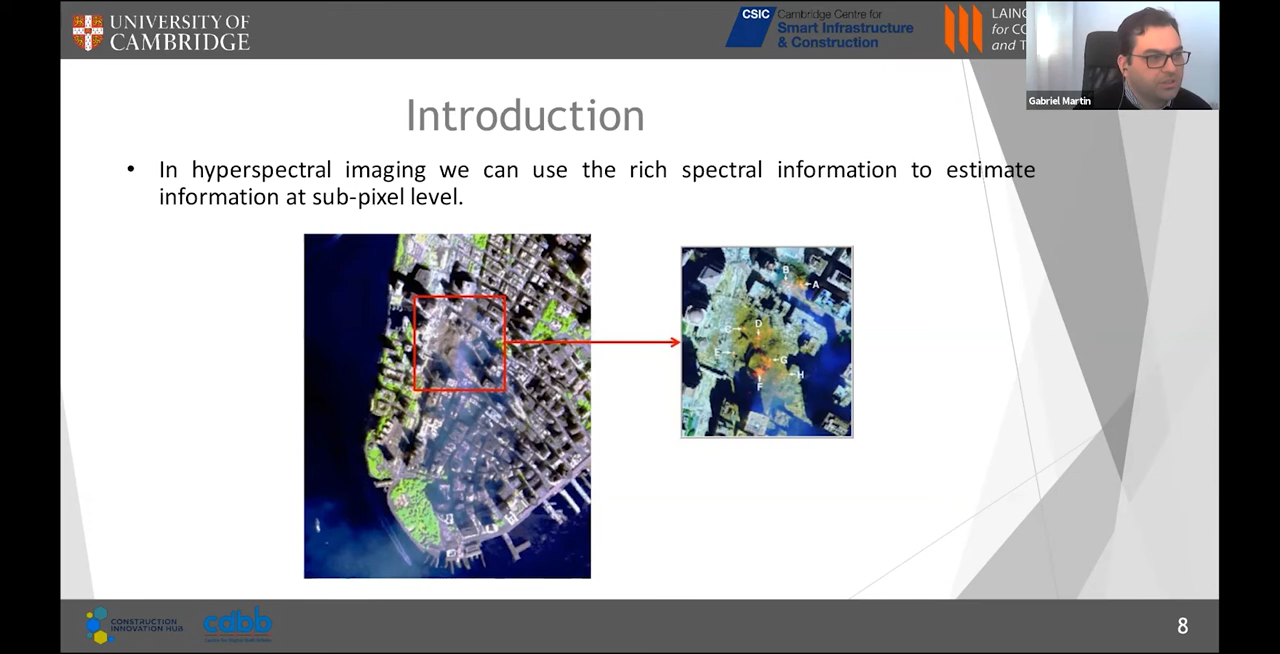 UNIVERSITY OF
CAMBRIDGE
CSIC
Cambridge Centre for
Smart Infrastructure
& Construction
LAING
for CO
and T
Gabriel Martin
Introduction
• In hyperspectral imaging we can use the rich spectral information to estimate
information at sub-pixel level.
B
A
D
C
E
G
H
F
CONSTRUCTION
INNOVATION HUB
cdbb
8